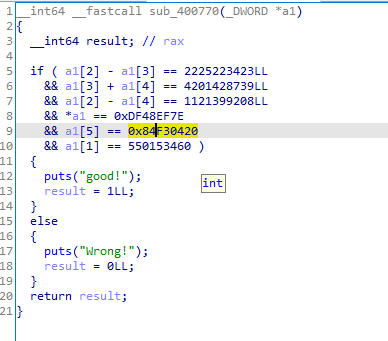 1 __int64 __fastcall sub_400770(_DWORD *a1)
2 {
3 __int64 result; // rax
4
5 if ( a1[2] - a1[3] == 2225223423LL
6 && a1[3] + a1[4] == 4201428739LL
7 && a1[2] - a1[4] == 1121399208LL
8 && *a1 == 0xDF48EF7E
9 && a1[5] == 0x84F30420
10 && a1[1] == 550153460 )
11 {
12 puts("good!");
int
13 result = 1LL;
14 }
15 else
16 {
17 puts("Wrong!");
18 result = 0LL;
19 }
20 return result;
21 }